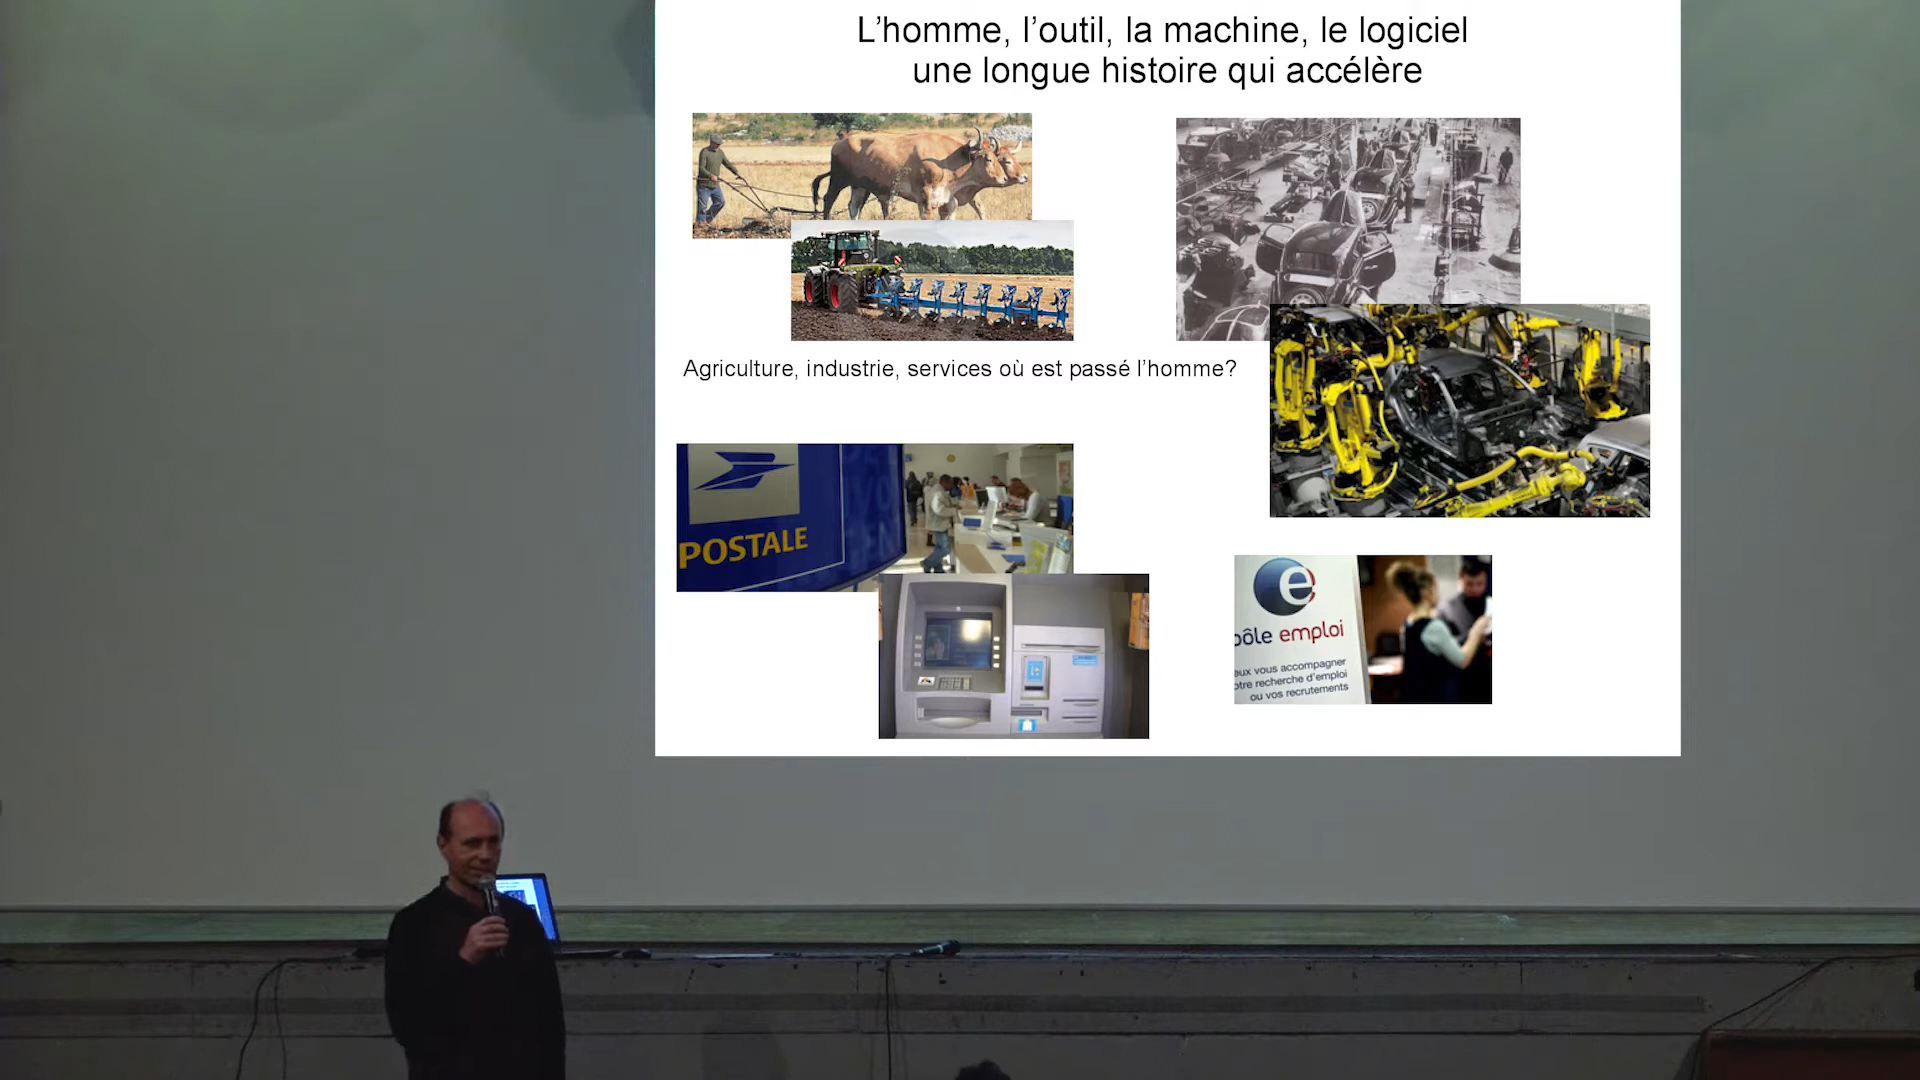 L’homme, l’outil, la machine, le logiciel
une longue histoire qui accélère
Agriculture, industrie, services où est passé l’homme?
POSTALE
pôle emploi
eux vous accompagner
otre recherche d'emploi
ou vos recrutements